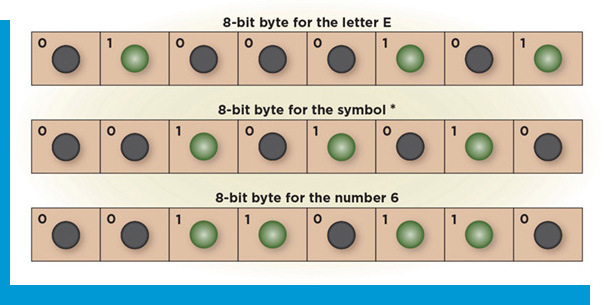 8-bit byte for the letter E
0 1 0 0 0 1 0 1
8-bit byte for the symbol *
0 0 1 0 1 0 1 0
8-bit byte for the number 6
0 0 1 1 0 1 1 0